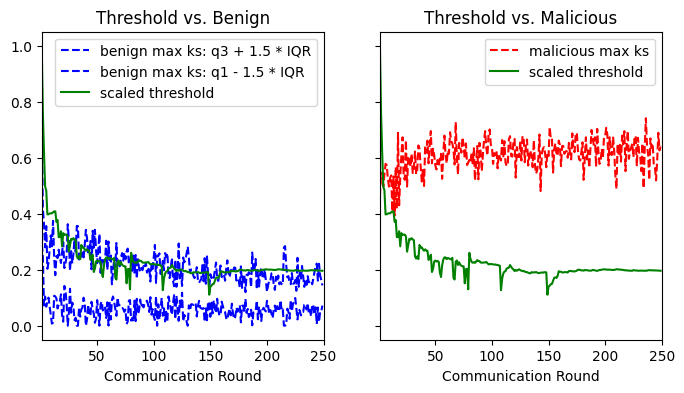 Threshold vs. Benign
1.0
0.8
0.6
0.4
0.2
0.0
benign max ks: q3 + 1.5 * IQR
benign max ks: q1 - 1.5 * IQR
scaled threshold
50 100 150 200 250
Communication Round
Threshold vs. Malicious
malicious max ks
scaled threshold
50 100 150 200 250
Communication Round